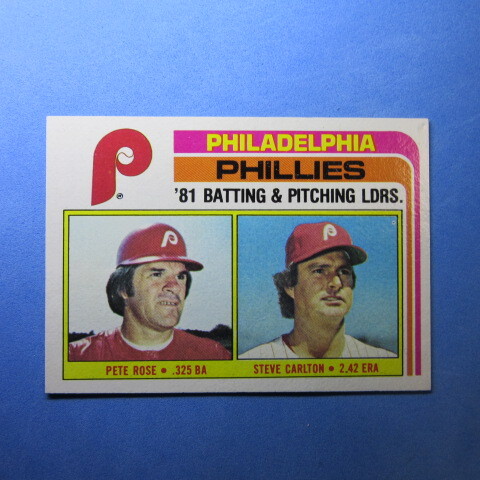 P
PHILADELPHIA
PHILLIES
'81 BATTING & PITCHING LDRS.
P
P
PETE ROSE • .325 BA
STEVE CARLTON • 2.42 ERA